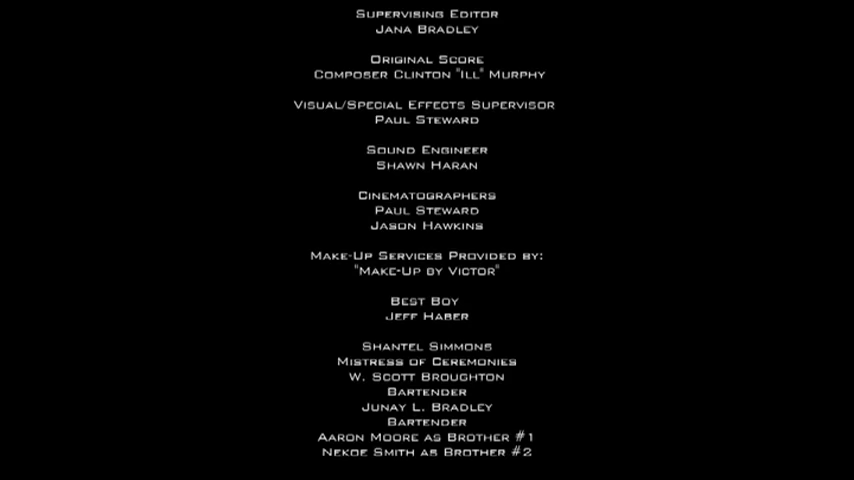 Supervising Editor
Jana Bradley
Original Score
Composer Clinton "Ill" Murphy
Visual/Special Effects Supervisor
Paul Steward
Sound Engineer
Shawn Haran
Cinematographers
Paul Steward
Jason Hawkins
Make-Up Services Provided by:
"Make-Up by Victor"
Best Boy
Jeff Haber
Shantel Simmons
Mistress of Ceremonies
W. Scott Broughton
Bartender
Junay L. Bradley
Bartender
Aaron Moore as Brother #1
Nekoe Smith as Brother #2